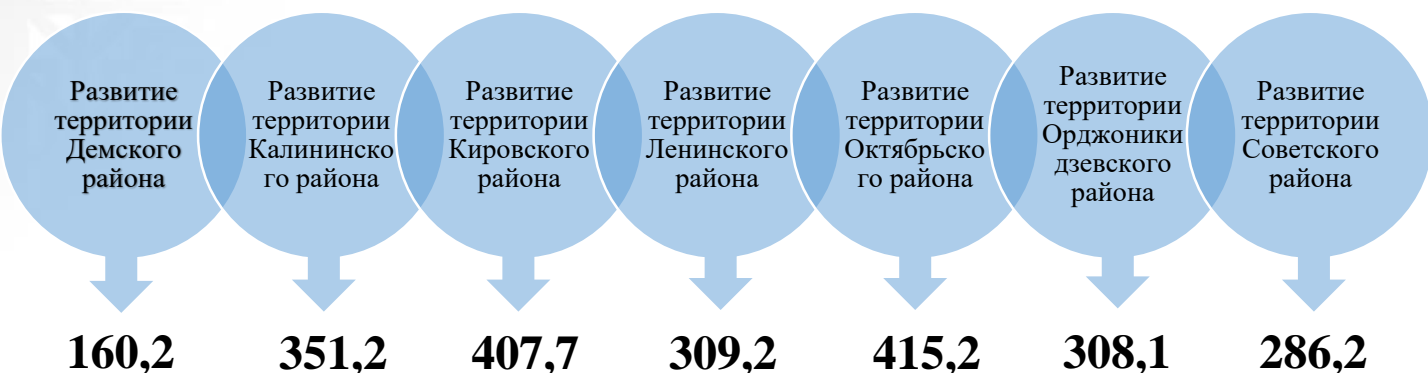 Развитие
территории
Демского
района
Развитие
территории
Калининско
го района
Развитие
территории
Кировского
района
Развитие
территории
Ленинского
района
Развитие
территории
Октябрьско
го района
Развитие
территории
Орджоники
дзевского
района
Развитие
территории
Советского
района
160,2
351,2
407,7
309,2
415,2
308,1
286,2